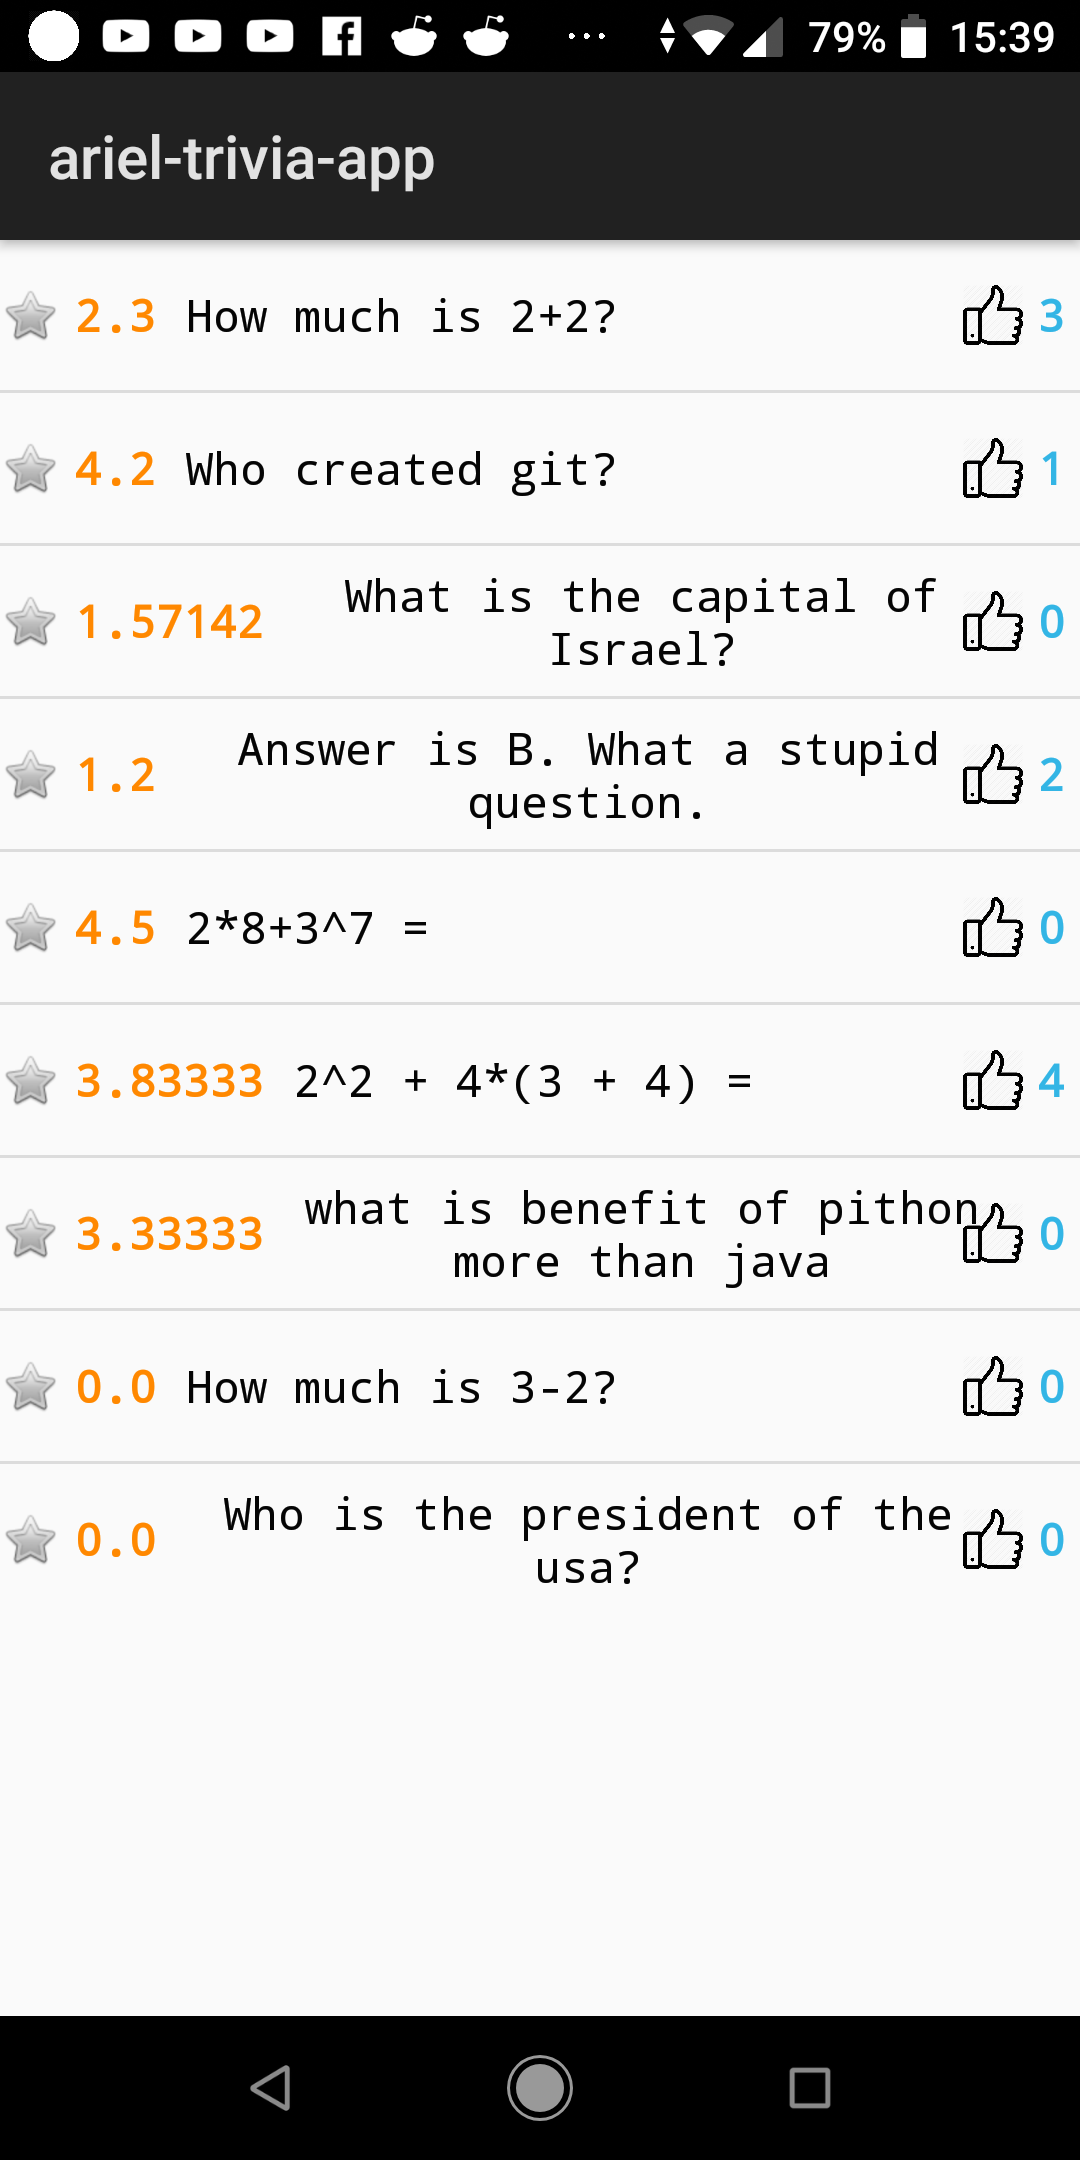 79% 15:39
ariel-trivia-app
2.3 How much is 2+2? 3
4.2 Who created git? 1
1.57142 What is the capital of 0
Israel?
1.2 Answer is B. What a stupid 2
question.
4.5 2*8+3^7 = 0
3.83333 2^2 + 4*(3 + 4) = 4
3.33333 what is benefit of pithon 0
more than java
0.0 How much is 3-2? 0
0.0 Who is the president of the 0
usa?